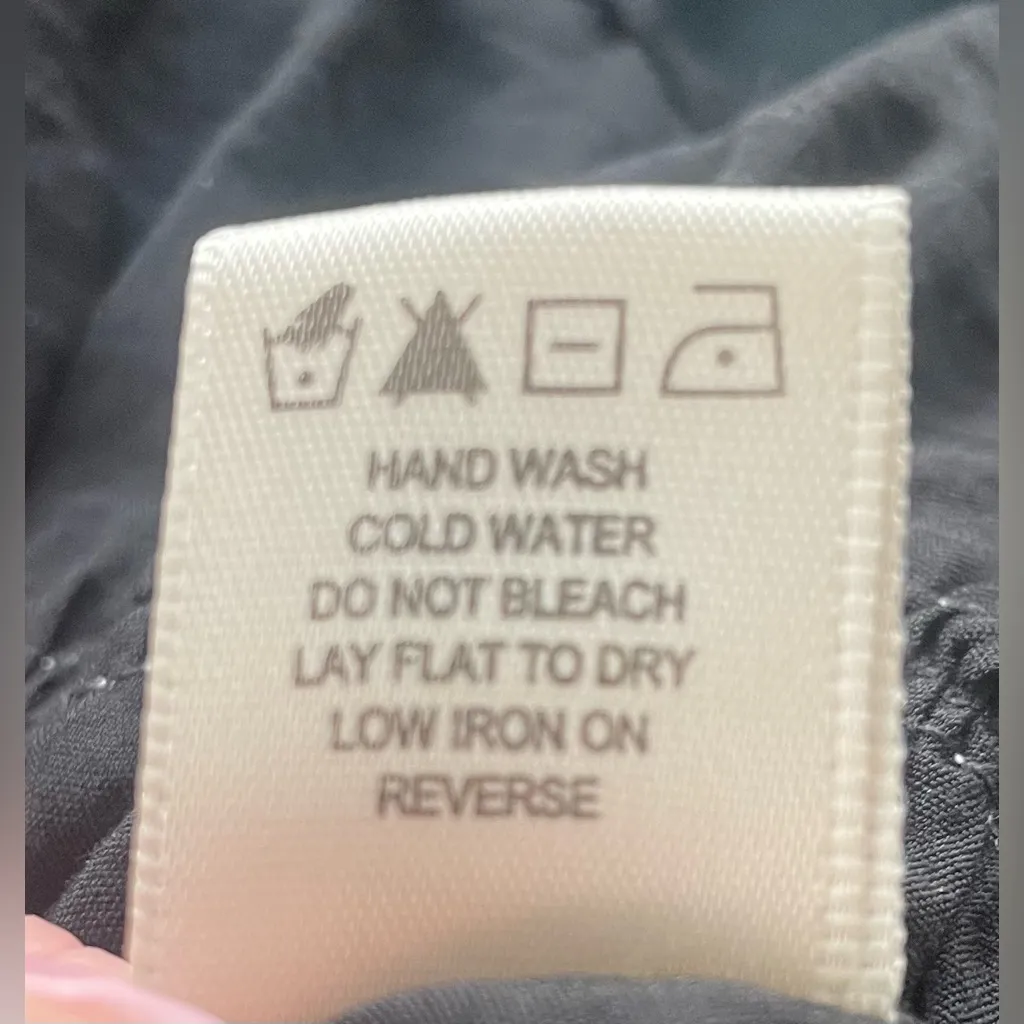 HAND WASH
COLD WATER
DO NOT BLEACH
LAY FLAT TO DRY
LOW IRON ON
REVERSE